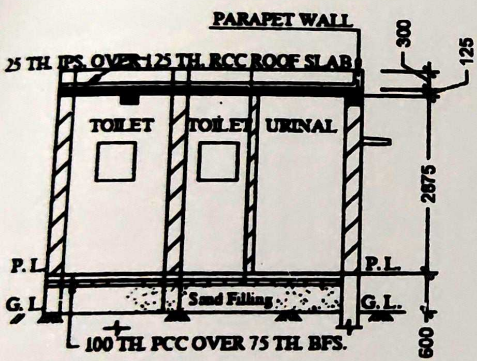 PARAPET WALL
25 TH. IPS. OVER 125 TH. RCC ROOF SLAB
300
125
TOILET TOILET URINAL
2875
P. L. P. L.
G. L. Sand Filling G. L.
600
100 TH. PCC OVER 75 TH. BFS.